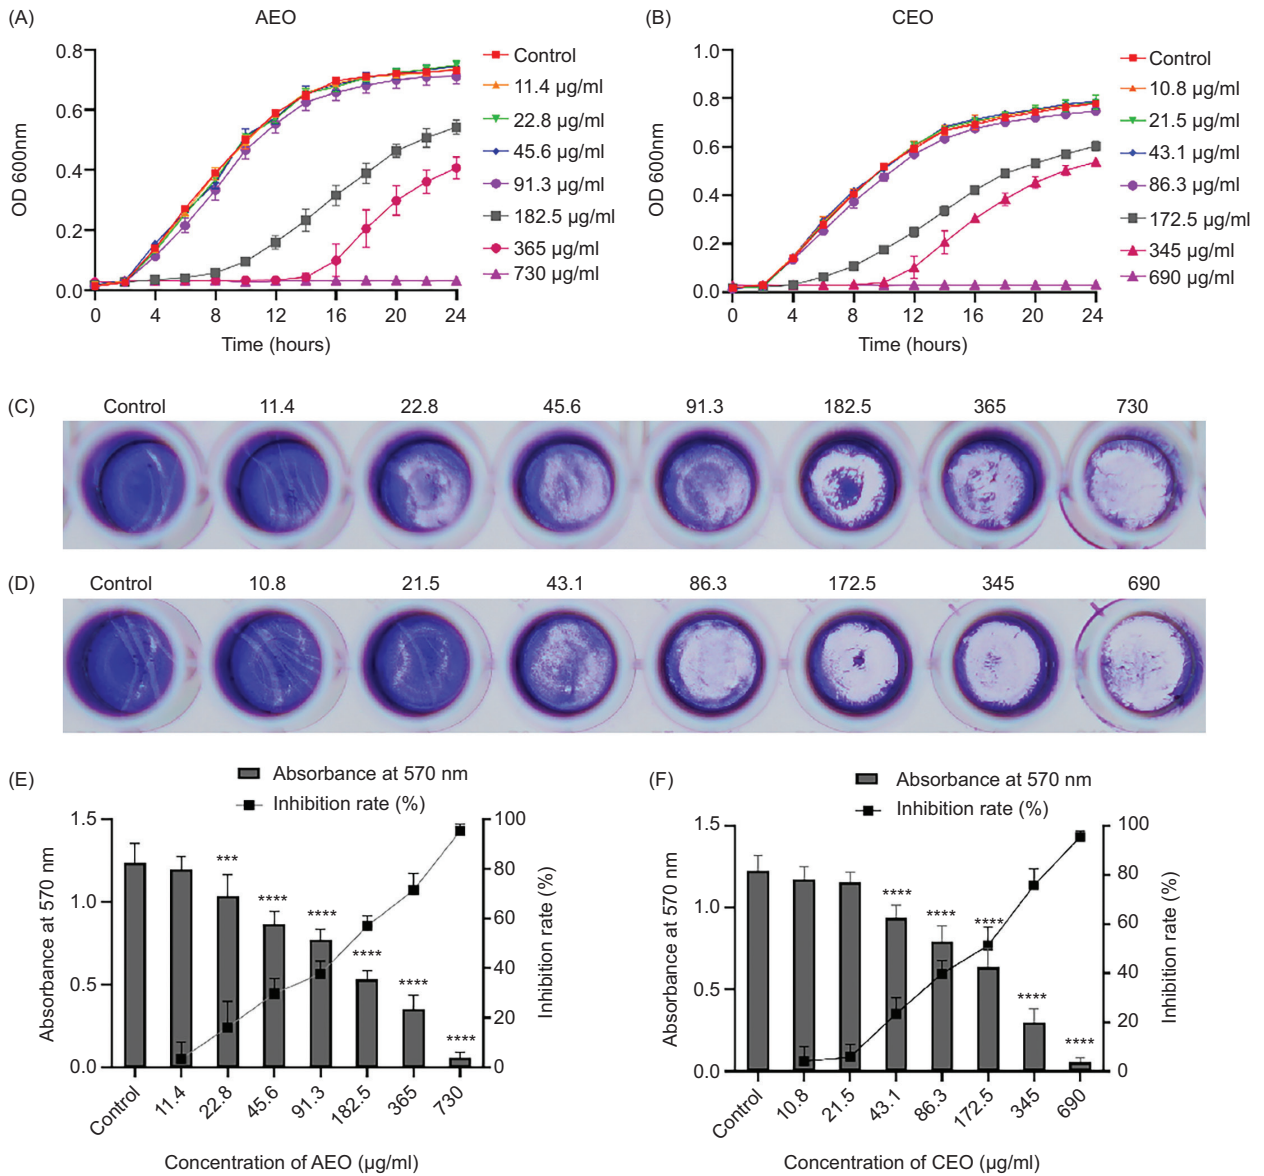 (A) AEO
0.8
0.6
0.4
0.2
0.0
OD 600nm
0 4 8 12 16 20 24
Time (hours)
Control
11.4 µg/ml
22.8 µg/ml
45.6 µg/ml
91.3 µg/ml
182.5 µg/ml
365 µg/ml
730 µg/ml
(B) CEO
1.0
0.8
0.6
0.4
0.2
0.0
OD 600nm
0 4 8 12 16 20 24
Time (hours)
Control
10.8 µg/ml
21.5 µg/ml
43.1 µg/ml
86.3 µg/ml
172.5 µg/ml
345 µg/ml
690 µg/ml
(C) Control 11.4 22.8 45.6 91.3 182.5 365 730
(D) Control 10.8 21.5 43.1 86.3 172.5 345 690
(E)
Absorbance at 570 nm
Inhibition rate (%)
1.5
1.0
0.5
0.0
Absorbance at 570 nm
*** **** **** **** **** ****
100
80
60
40
20
0
Inhibition rate (%)
Control 11.4 22.8 45.6 91.3 182.5 365 730
Concentration of AEO (µg/ml)
(F)
Absorbance at 570 nm
Inhibition rate (%)
1.5
1.0
0.5
0.0
Absorbance at 570 nm
**** **** **** **** ****
100
80
60
40
20
0
Inhibition rate (%)
Control 10.8 21.5 43.1 86.3 172.5 345 690
Concentration of CEO (µg/ml)